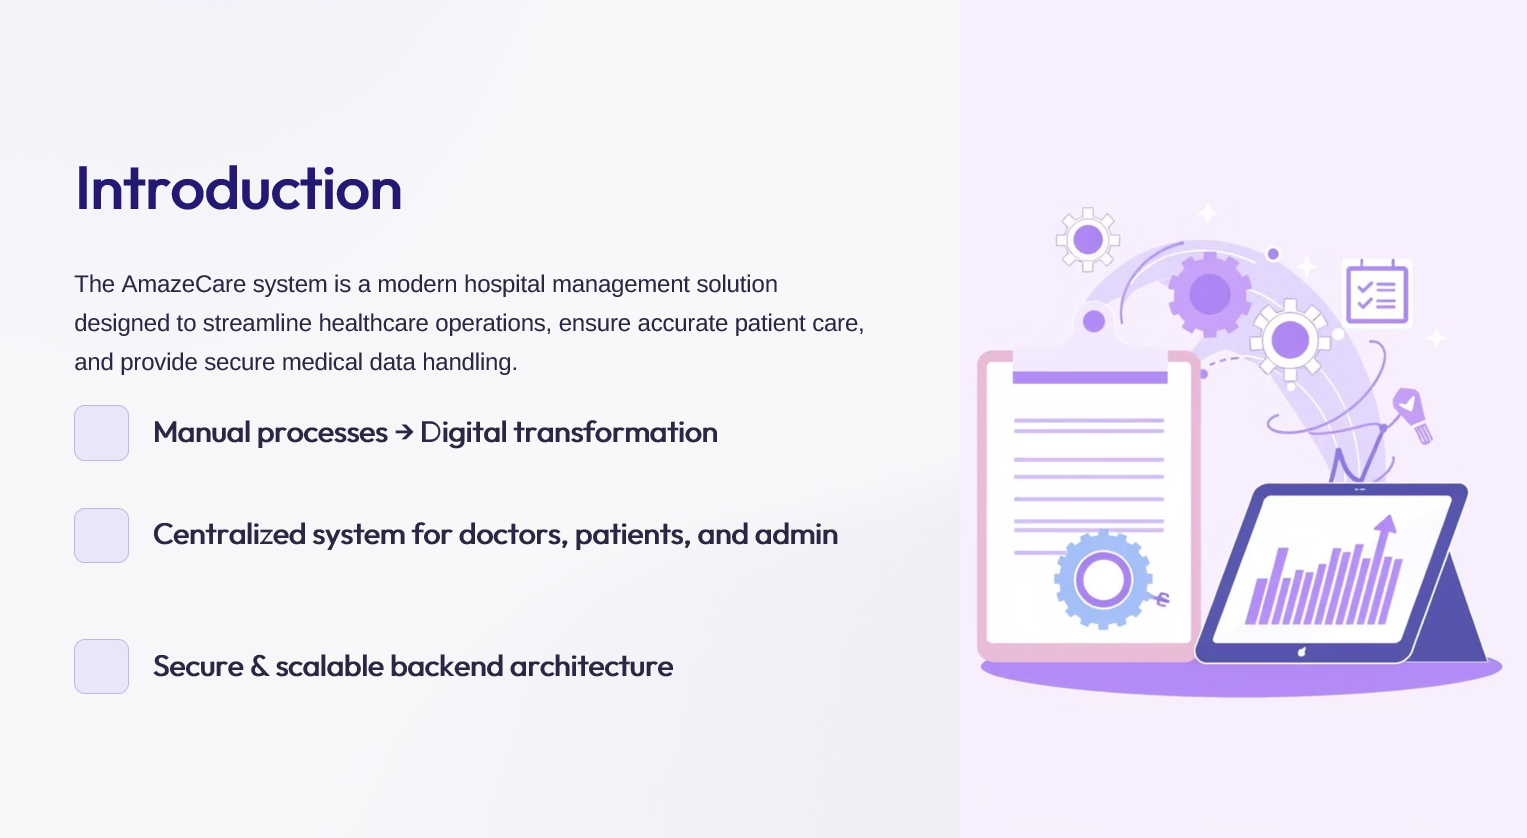 Introduction
The AmazeCare system is a modern hospital management solution
designed to streamline healthcare operations, ensure accurate patient care,
and provide secure medical data handling.
Manual processes → Digital transformation
Centralized system for doctors, patients, and admin
Secure & scalable backend architecture